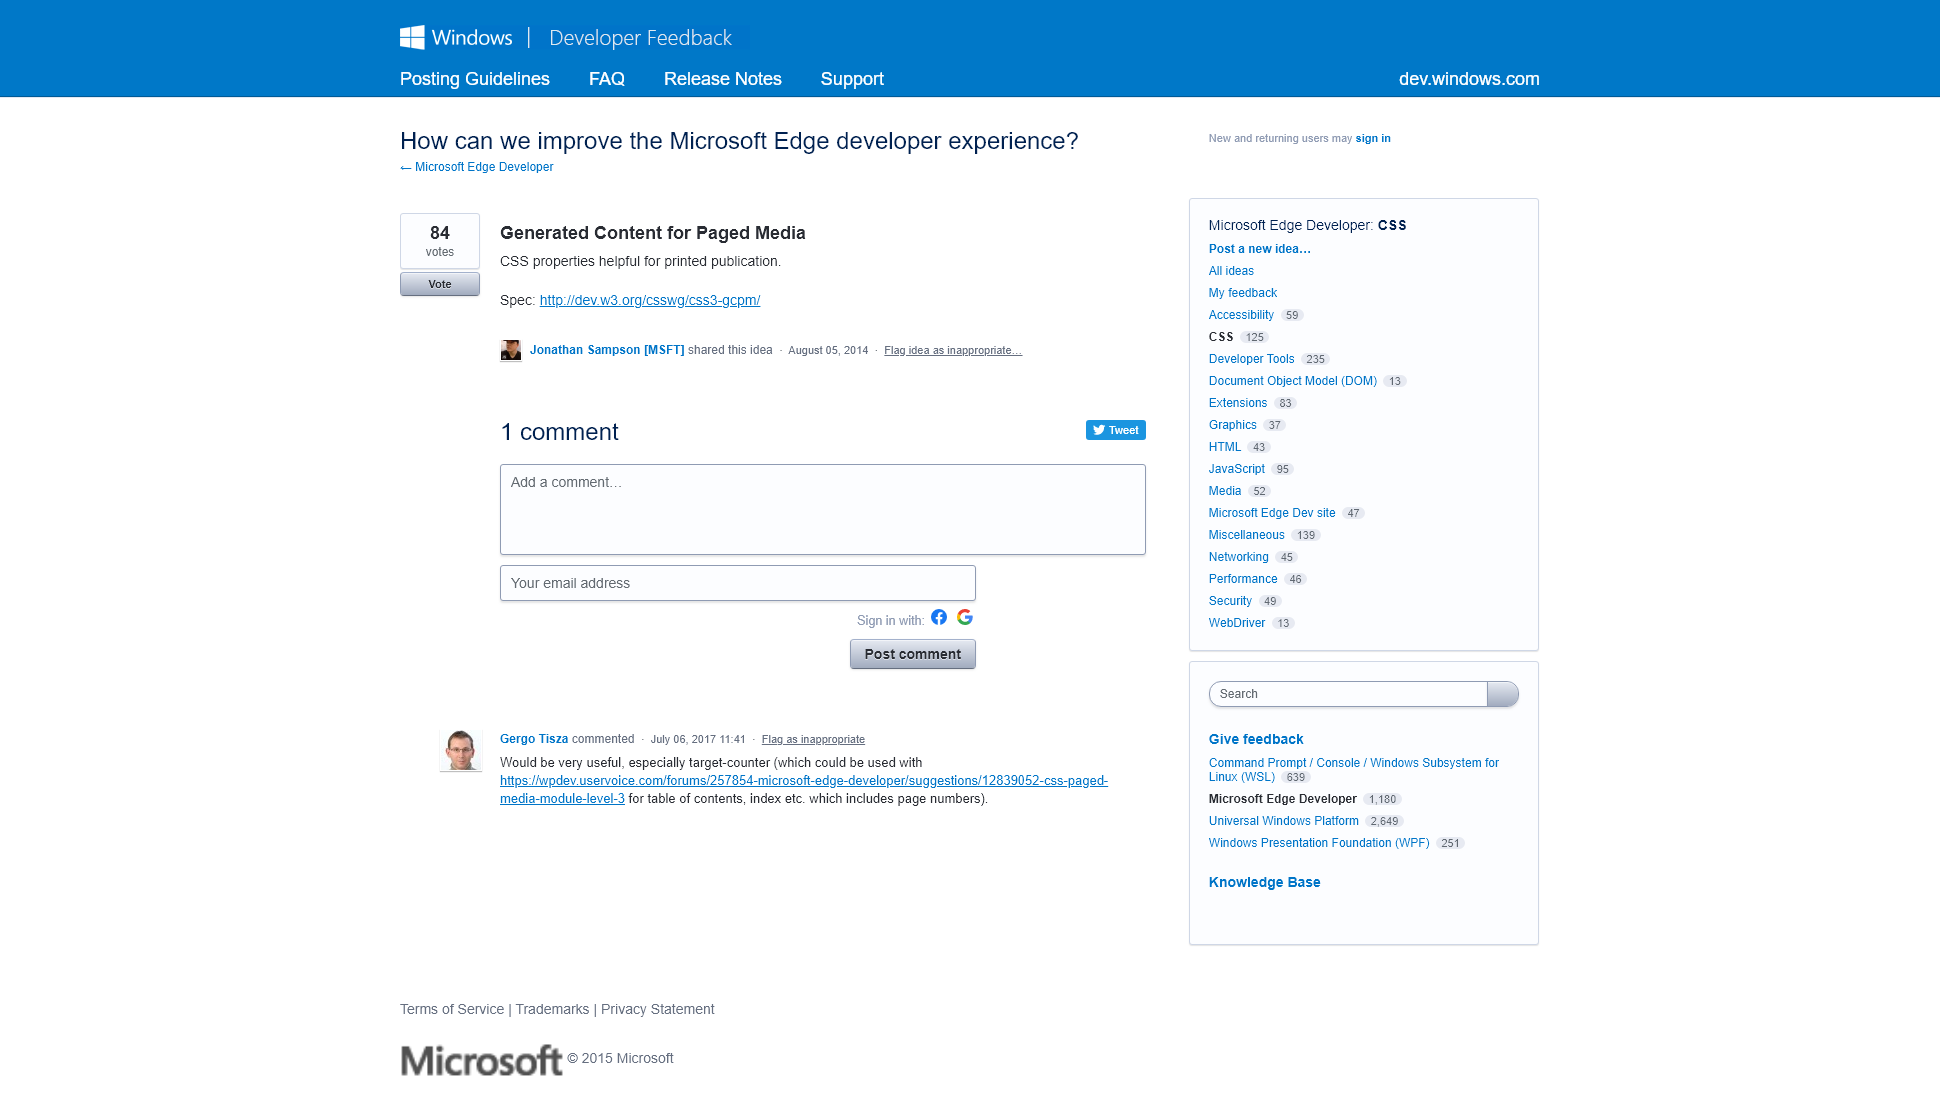 Windows | Developer Feedback
Posting Guidelines FAQ Release Notes Support dev.windows.com
How can we improve the Microsoft Edge developer experience?
← Microsoft Edge Developer
New and returning users may sign in
84
votes
Vote
Generated Content for Paged Media
CSS properties helpful for printed publication.
Spec: http://dev.w3.org/csswg/css3-gcpm/
Jonathan Sampson [MSFT] shared this idea · August 05, 2014 · Flag idea as inappropriate…
1 comment
Tweet
Add a comment…
Your email address
Sign in with:
Post comment
Gergo Tisza commented · July 06, 2017 11:41 · Flag as inappropriate
Would be very useful, especially target-counter (which could be used with
https://wpdev.uservoice.com/forums/257854-microsoft-edge-developer/suggestions/12839052-css-paged-
media-module-level-3 for table of contents, index etc. which includes page numbers).
Microsoft Edge Developer: CSS
Post a new idea…
All ideas
My feedback
Accessibility 59
CSS 125
Developer Tools 235
Document Object Model (DOM) 13
Extensions 83
Graphics 37
HTML 43
JavaScript 95
Media 52
Microsoft Edge Dev site 47
Miscellaneous 139
Networking 45
Performance 46
Security 49
WebDriver 13
Search
Give feedback
Command Prompt / Console / Windows Subsystem for
Linux (WSL) 639
Microsoft Edge Developer 1,180
Universal Windows Platform 2,649
Windows Presentation Foundation (WPF) 251
Knowledge Base
Terms of Service | Trademarks | Privacy Statement
Microsoft © 2015 Microsoft